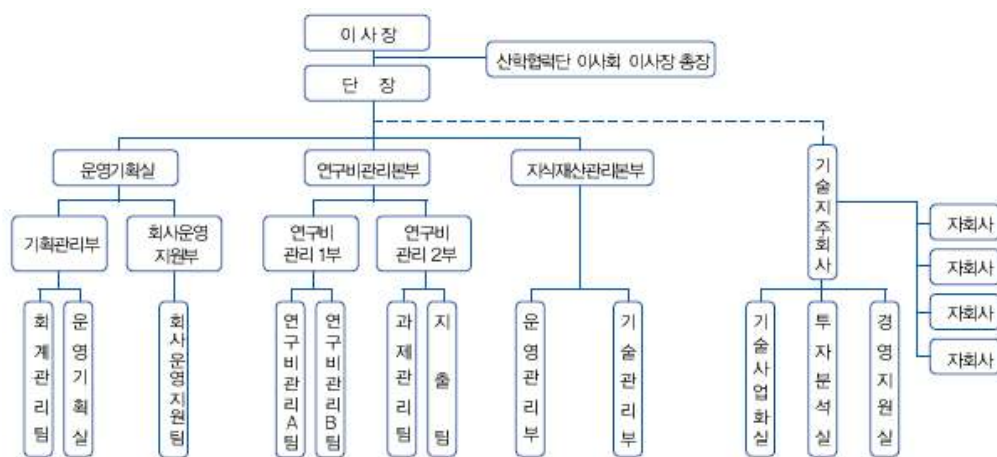 이 사 장
산학협력단 이사회 이사장 총장
단 장
운영기획실
연구비관리본부
지식재산관리본부
기술지주회사
기획관리부
회사운영
지원부
연구비
관리 1부
연구비
관리 2부
자회사
자회사
자회사
자회사
회계관리팀
운영기획실
회사운영지원팀
연구비관리A팀
연구비관리B팀
과제관리팀
지출팀
운영관리부
기술관리부
기술사업화실
투자분석실
경영지원실